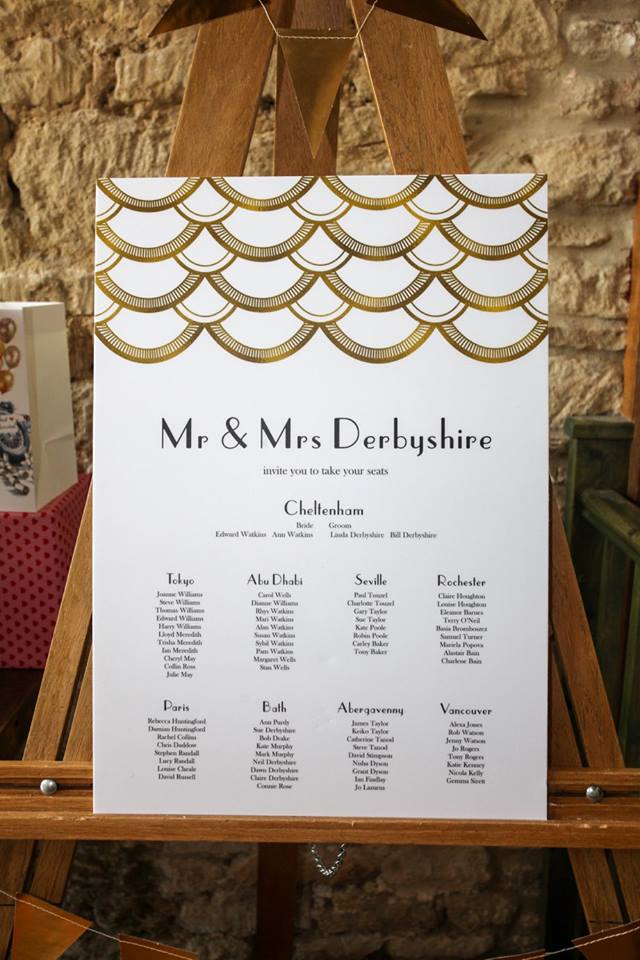 Mr & Mrs Derbyshire
invite you to take your seats
Cheltenham
Bride Groom
Edward Watkins Ann Watkins Linda Derbyshire Bill Derbyshire
Tokyo
Joanne Williams
Steve Williams
Thomas Williams
Edward Williams
Harry Williams
Lloyd Meredith
Trisha Meredith
Ian Meredith
Cheryl May
Collin Ross
Julie May
Abu Dhabi
Carol Wells
Dianne Williams
Rhys Watkins
Mari Watkins
Alan Watkins
Susan Watkins
Sybil Watkins
Pam Watkins
Margaret Wells
Stan Wells
Seville
Paul Touzel
Charlotte Touzel
Gary Taylor
Sue Taylor
Kate Poole
Robin Poole
Carley Baker
Tony Baker
Rochester
Claire Houghton
Louise Houghton
Eleanor Barnes
Terry O'Neil
Basia Bromboszcz
Samuel Turner
Mariela Popova
Alastair Bain
Charlene Bain
Paris
Rebecca Huntingford
Damian Huntingford
Rachel Collins
Chris Daddow
Stephen Randall
Lucy Randall
Louise Cheale
David Russell
Bath
Ann Purdy
Sue Derbyshire
Bob Drake
Kate Murphy
Mark Murphy
Neil Derbyshire
Dawn Derbyshire
Claire Derbyshire
Connie Rose
Abergavenny
James Taylor
Keiko Taylor
Catherine Tanod
Steve Tanod
David Stimpson
Nisha Dyson
Grant Dyson
Ian Findlay
Jo Lazarus
Vancouver
Alexa Jones
Rob Watson
Jenny Watson
Jo Rogers
Tony Rogers
Katie Kenney
Nicola Kelly
Gemma Sirett